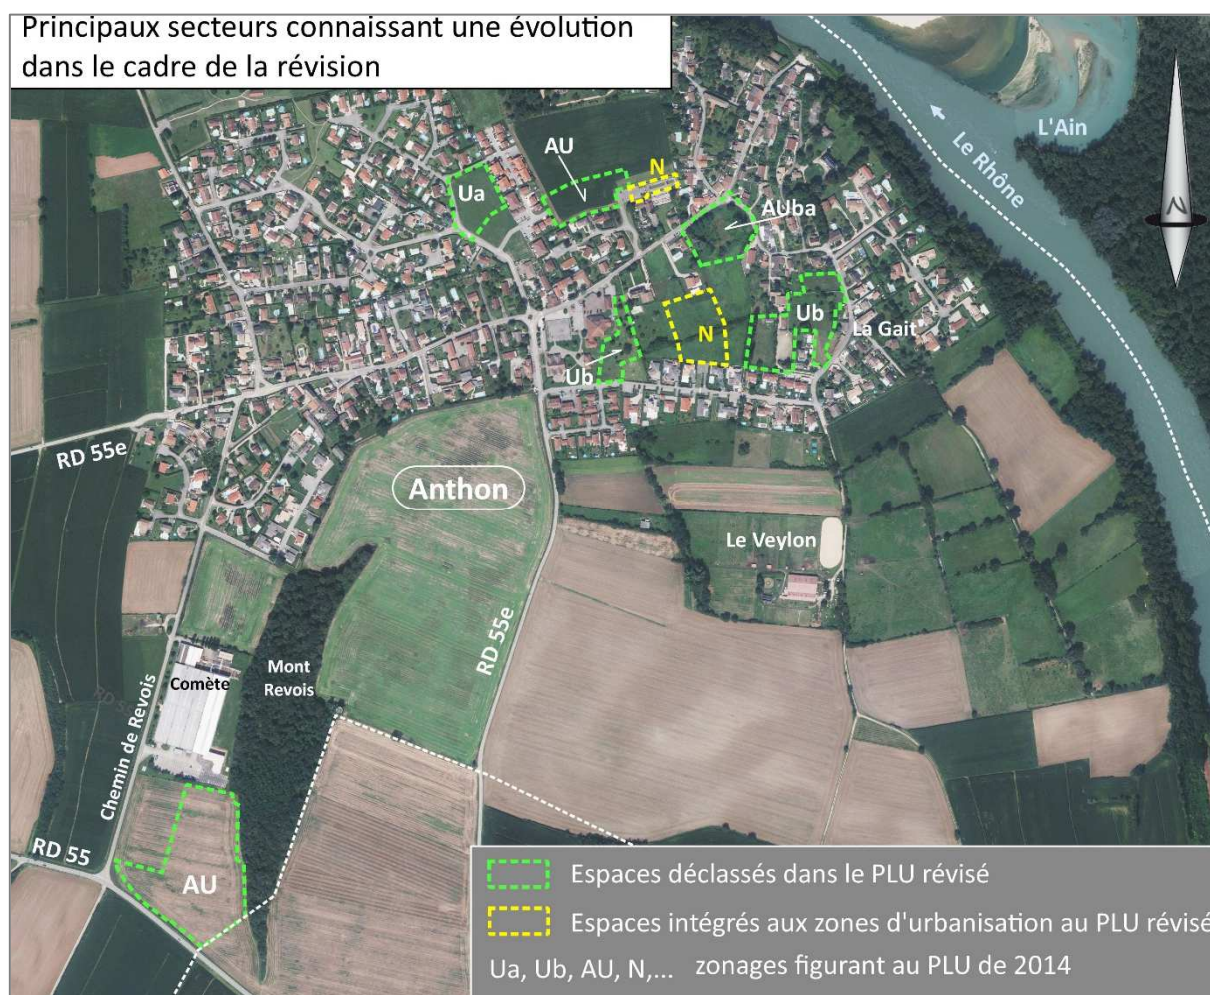 Principaux secteurs connaissant une évolution
dans le cadre de la révision
L'Ain
Le Rhône
AU
N
Ua
AUba
N
Ub
La Gait'
N
Ub
RD 55e
Anthon
Le Veylon
RD 55e
Mont
Revois
Comète
Chemin de Revois
RD 55
AU
Espaces déclassés dans le PLU révisé
Espaces intégrés aux zones d'urbanisation au PLU révisé
Ua, Ub, AU, N,... zonages figurant au PLU de 2014